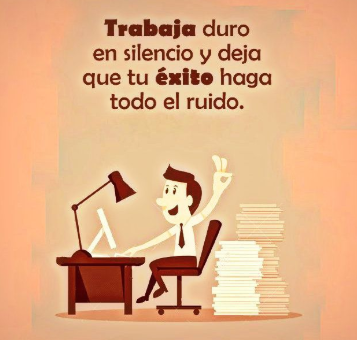 Trabaja duro
en silencio y deja
que tu éxito haga
todo el ruido.